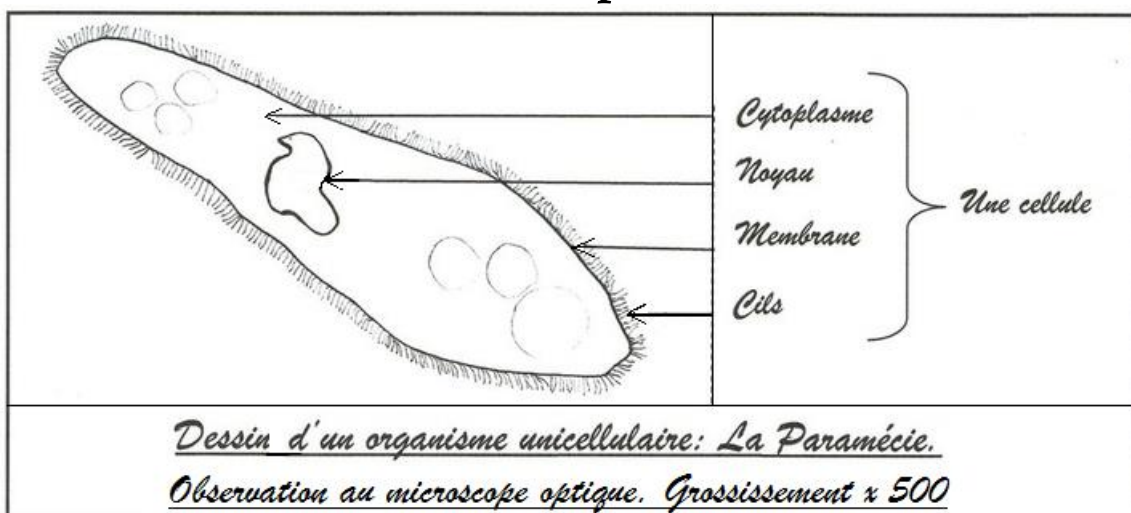 Cytoplasme
Noyau
Membrane
Cils
Une cellule
Dessin d'un organisme unicellulaire: La Paramécie.
Observation au microscope optique. Grossissement x 500